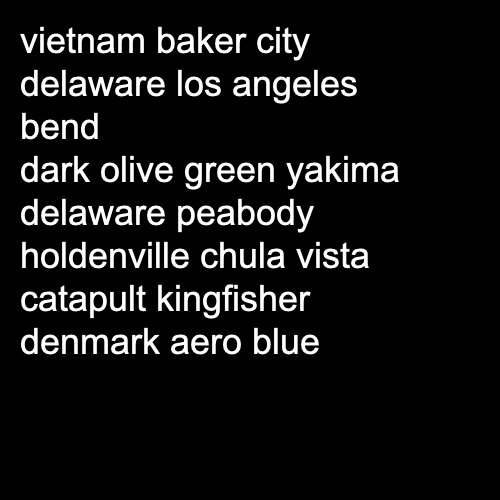 vietnam baker city
delaware los angeles
bend
dark olive green yakima
delaware peabody
holdenville chula vista
catapult kingfisher
denmark aero blue